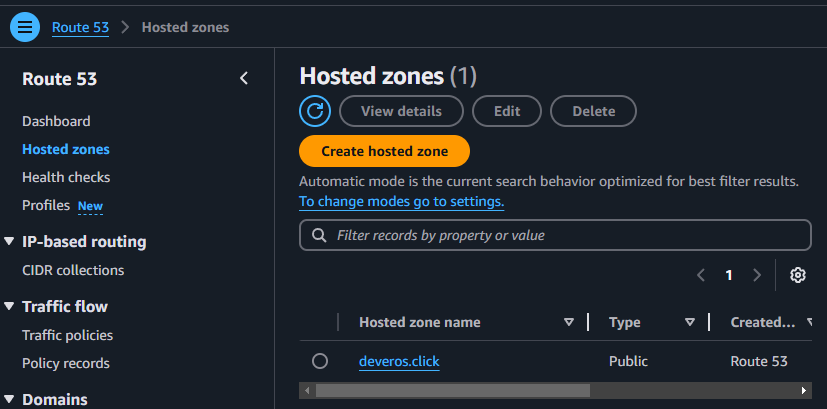 Route 53 > Hosted zones
Route 53
Dashboard
Hosted zones
Health checks
Profiles New
IP-based routing
CIDR collections
Traffic flow
Traffic policies
Policy records
Domains
Hosted zones (1)
View details Edit Delete
Create hosted zone
Automatic mode is the current search behavior optimized for best filter results.
To change modes go to settings.
Filter records by property or value
1
Hosted zone name Type Created...
deveros.click Public Route 53